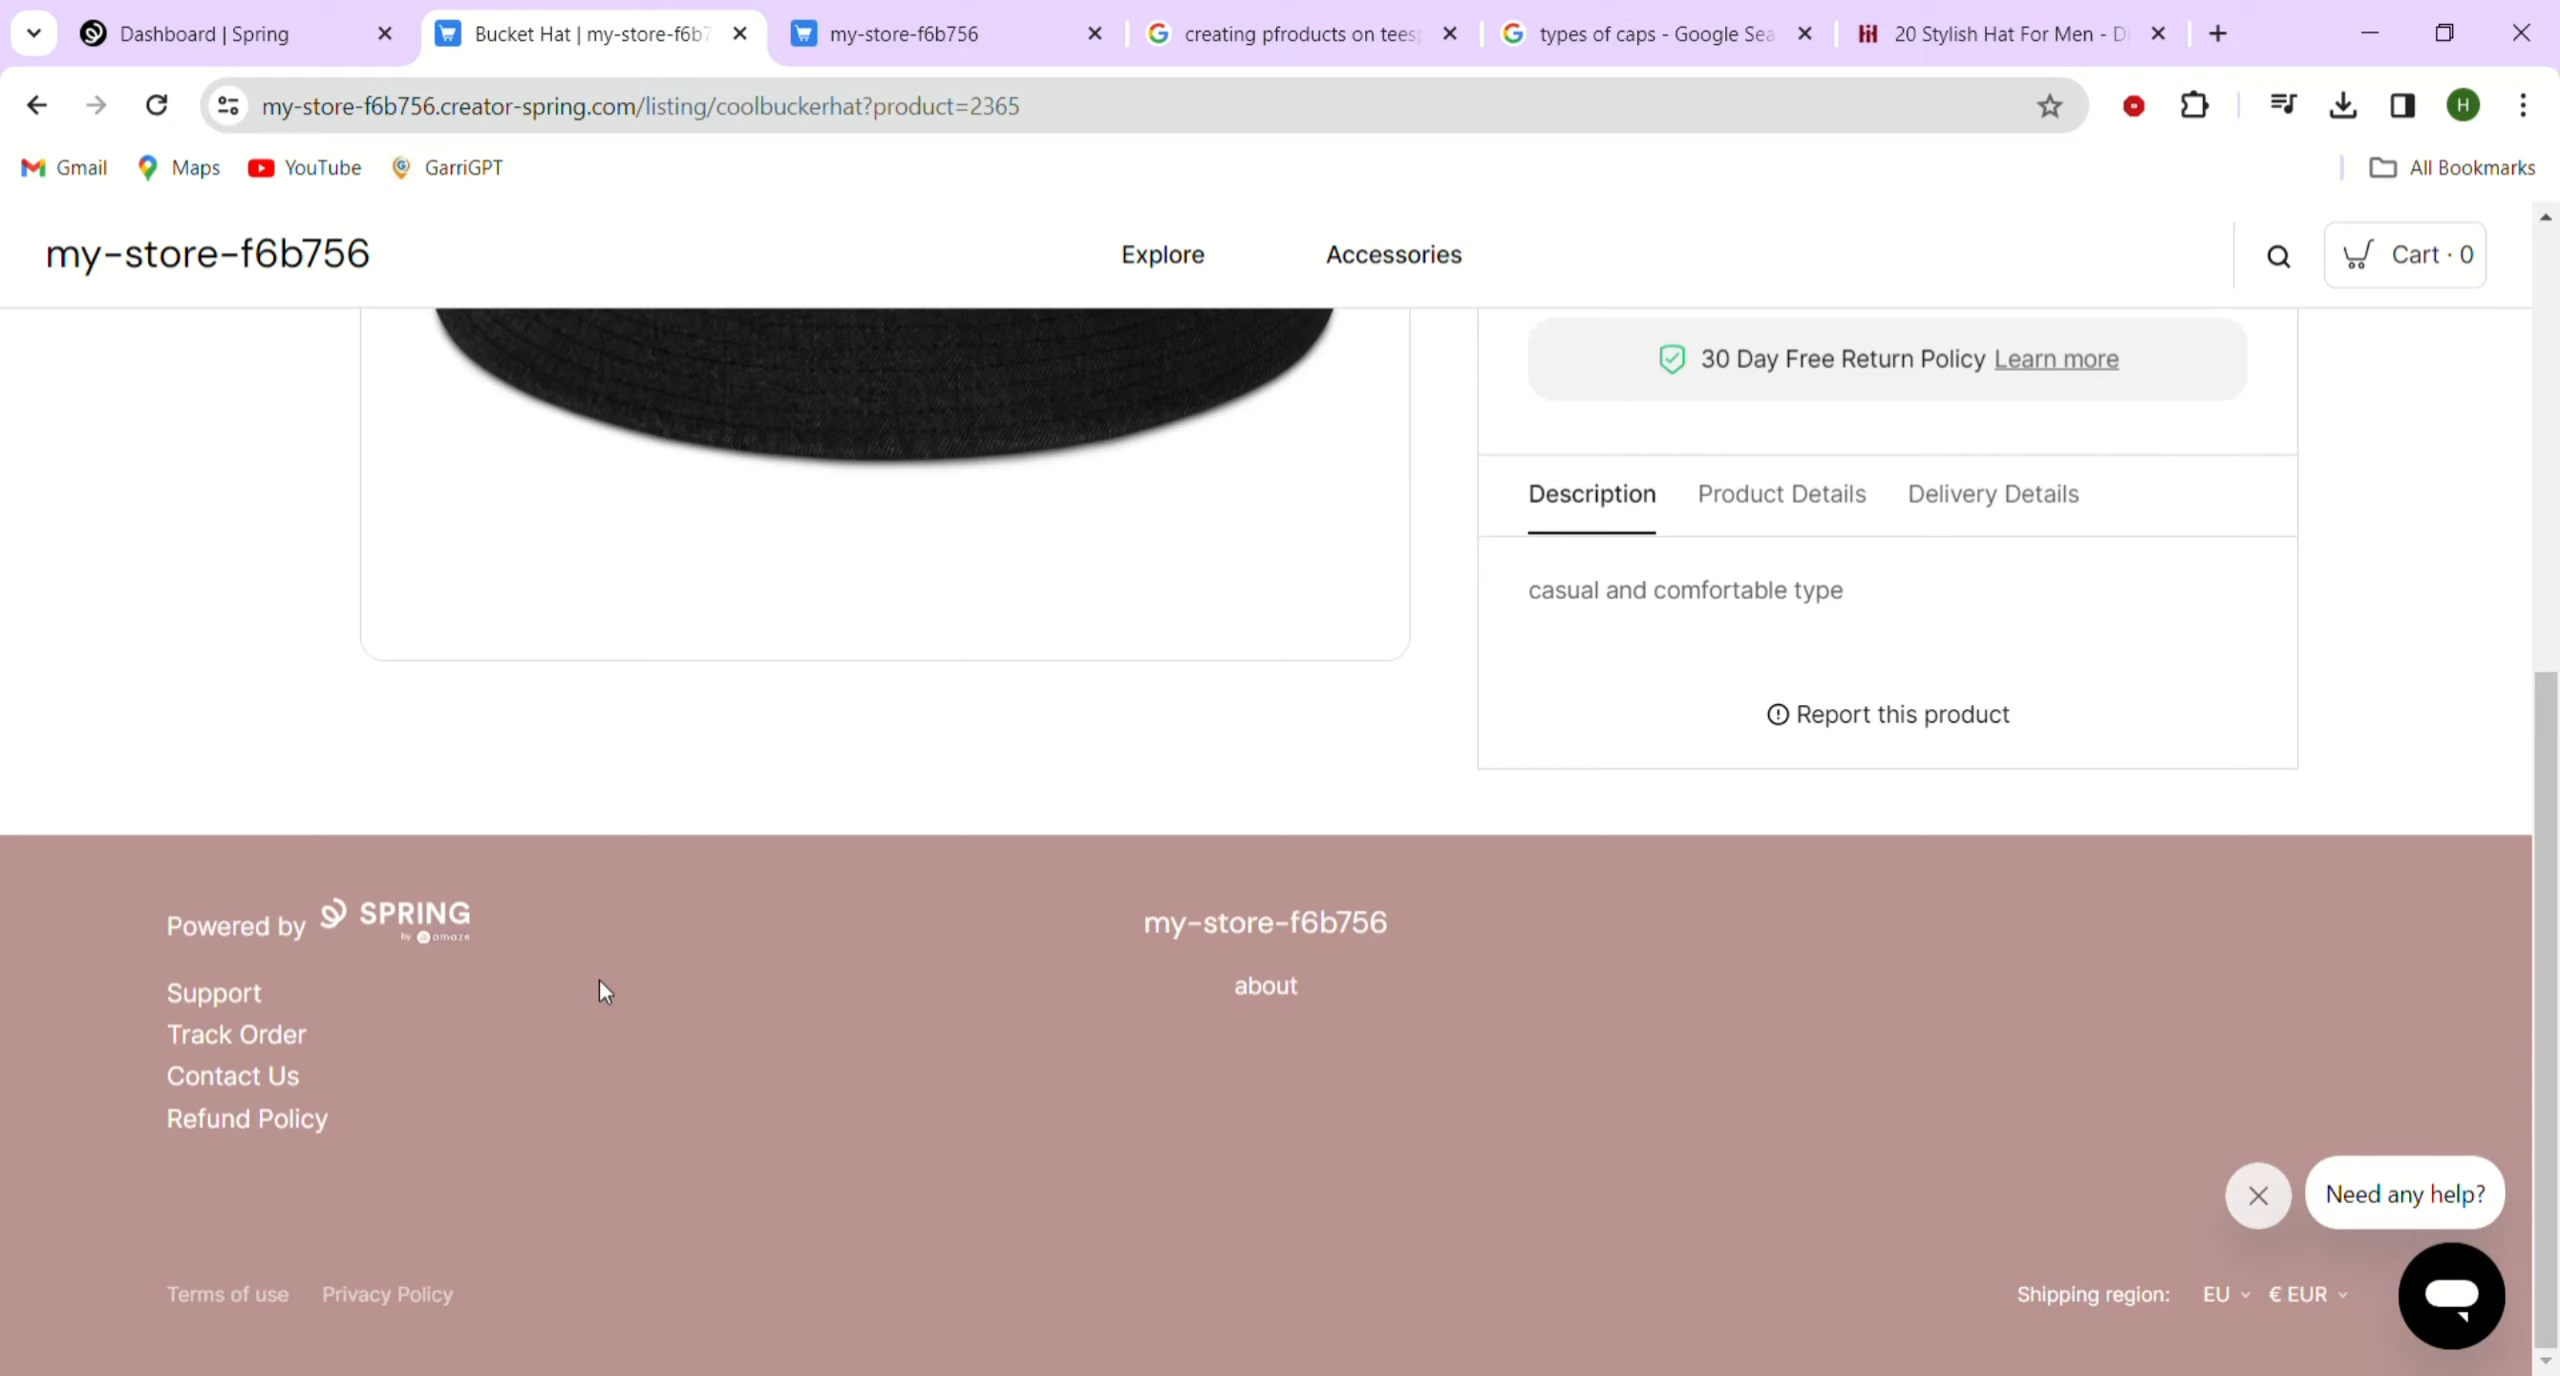 Dashboard | Spring
Bucket Hat | my-store-f6b7
my-store-f6b756
creating pfroducts on tees
types of caps - Google Sea
20 Stylish Hat For Men - D
my-store-f6b756.creator-spring.com/listing/coolbuckerhat?product=2365
H
Gmail
Maps
YouTube
GarriGPT
All Bookmarks
my-store-f6b756
Explore
Accessories
Cart · 0
30 Day Free Return Policy Learn more
Description
Product Details
Delivery Details
casual and comfortable type
Report this product
Powered by SPRING
by amaze
my-store-f6b756
about
Support
Track Order
Contact Us
Refund Policy
Need any help?
Terms of use
Privacy Policy
Shipping region: EU € EUR